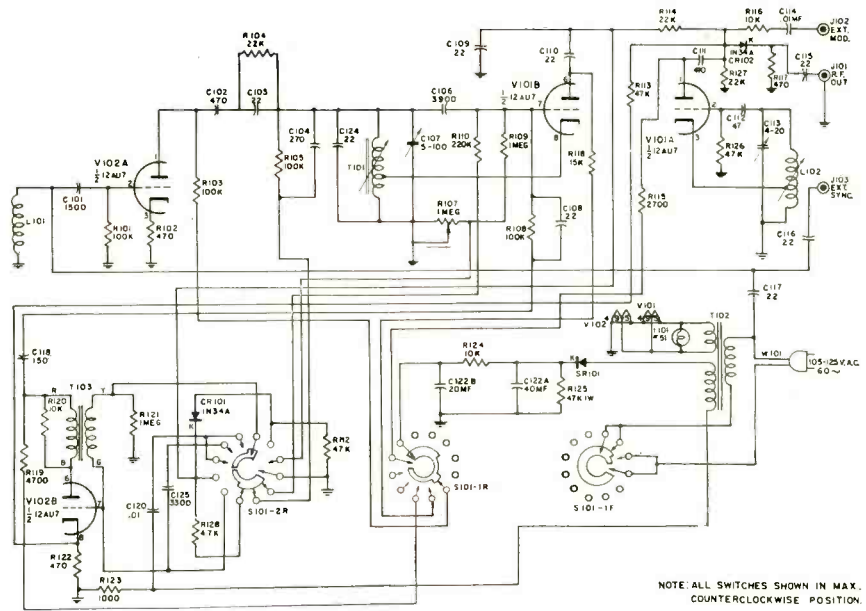 R104
22K
C102
470
C103
22
C109
22
C110
22
R114
22K
R116
10K
C114
.01MF
J102
EXT.
MOD.
K
IN34A
CR102
C111
R127
22K
R117
470
C115
22
J101
R.F.
OUT
V102A
½
12AU7
C101
1500
L101
R101
100K
R102
470
R103
100K
R105
100K
C104
270
C124
22
T101
C107
5-100
C106
3900
R110
220K
R109
1MEG
V101B
½
12AU7
R107
1 MEG
R108
100K
C108
22
R118
15K
R113
47K
V101A
½
12AU7
R126
47K
C112
47
C113
4-20
L102
J103
EXT.
SYNC.
R115
2700
C116
22
C117
22
C118
150
T103
R
Y
B
G
R120
10K
R121
1MEG
CR101
IN34A
K
R112
47K
R119
4700
V102B
½
12AU7
C120
.01
C125
3300
R128
4.7K
S101-2R
R122
470
R123
1000
R124
10K
C122B
20MF
C122A
40MF
K
SR101
R125
47K 1W
V101
V102
#51
T102
W101
105-125V.A.C.
60~
S101-1R
S101-1F
NOTE: ALL SWITCHES SHOWN IN MAX.
COUNTERCLOCKWISE POSITION